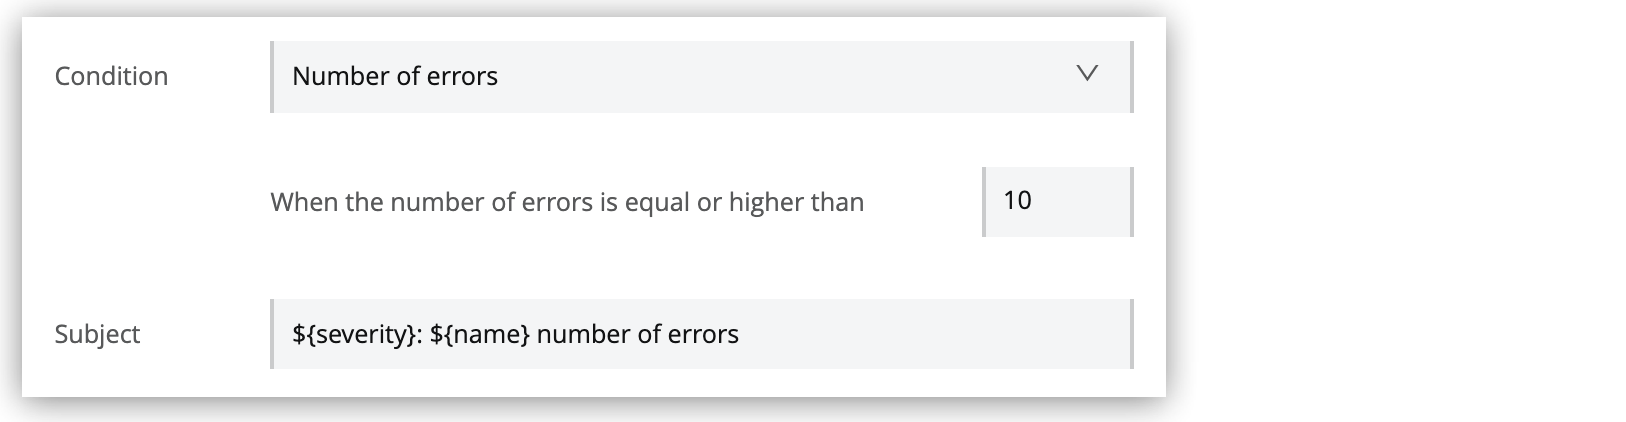 Condition
Number of errors
When the number of errors is equal or higher than
10
Subject
${severity}: ${name} number of errors